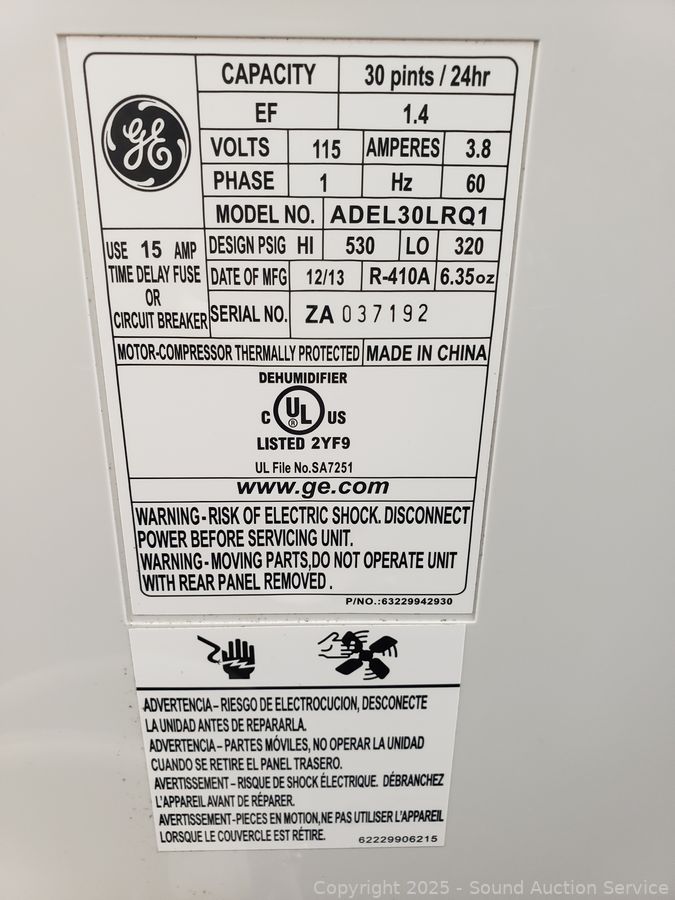 CAPACITY 30 pints / 24hr
GE
EF 1.4
VOLTS 115 AMPERES 3.8
PHASE 1 Hz 60
MODEL NO. ADEL30LRQ1
USE 15 AMP
TIME DELAY FUSE
OR
CIRCUIT BREAKER
DESIGN PSIG HI 530 LO 320
DATE OF MFG 12/13 R-410A 6.35oz
SERIAL NO. ZA 037192
MOTOR-COMPRESSOR THERMALLY PROTECTED MADE IN CHINA
DEHUMIDIFIER
C UL ® US
LISTED 2YF9
UL File No.SA7251
www.ge.com
WARNING-RISK OF ELECTRIC SHOCK. DISCONNECT
POWER BEFORE SERVICING UNIT.
WARNING-MOVING PARTS,DO NOT OPERATE UNIT
WITH REAR PANEL REMOVED .
P/NO.:63229942930
ADVERTENCIA– RIESGO DE ELECTROCUCION, DESCONECTE
LA UNIDAD ANTES DE REPARARLA.
ADVERTENCIA – PARTES MÓVILES, NO OPERAR LA UNIDAD
CUANDO SE RETIRE EL PANEL TRASERO.
AVERTISSEMENT – RISQUE DE SHOCK ÉLECTRIQUE. DÉBRANCHEZ
L'APPAREIL AVANT DE RÉPARER.
AVERTISSEMENT-PIECES EN MOTION,NE PAS UTILISER L'APPAREIL
LORSQUE LE COUVERCLE EST RÉTIRE.
62229906215
Copyright 2025 - Sound Auction Service